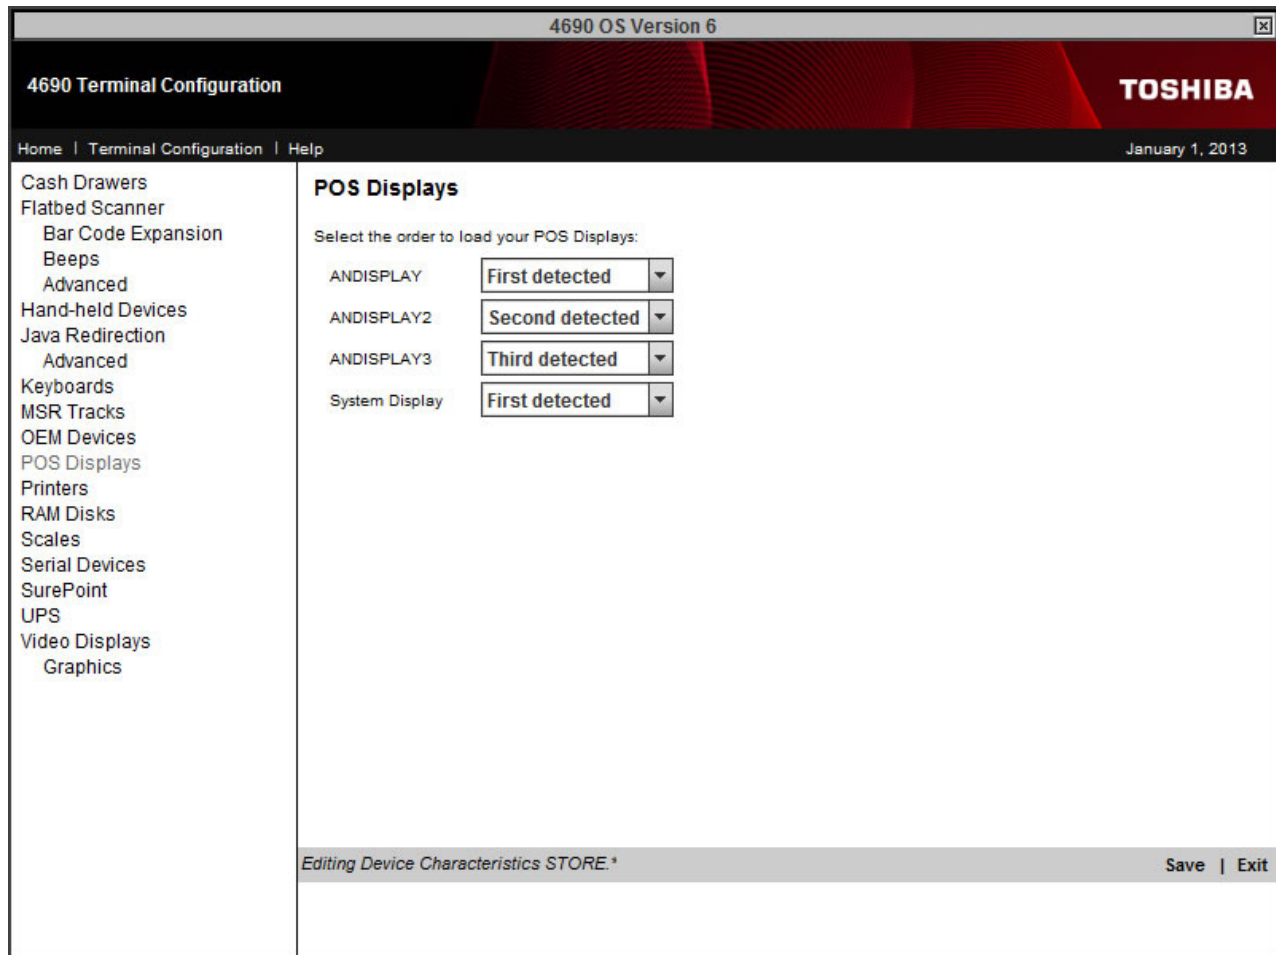 4690 OS Version 6
4690 Terminal Configuration
TOSHIBA
Home | Terminal Configuration | Help
January 1, 2013
Cash Drawers
Flatbed Scanner
Bar Code Expansion
Beeps
Advanced
Hand-held Devices
Java Redirection
Advanced
Keyboards
MSR Tracks
OEM Devices
POS Displays
Printers
RAM Disks
Scales
Serial Devices
SurePoint
UPS
Video Displays
Graphics
POS Displays
Select the order to load your POS Displays:
ANDISPLAY First detected
ANDISPLAY2 Second detected
ANDISPLAY3 Third detected
System Display First detected
Editing Device Characteristics STORE.*
Save | Exit